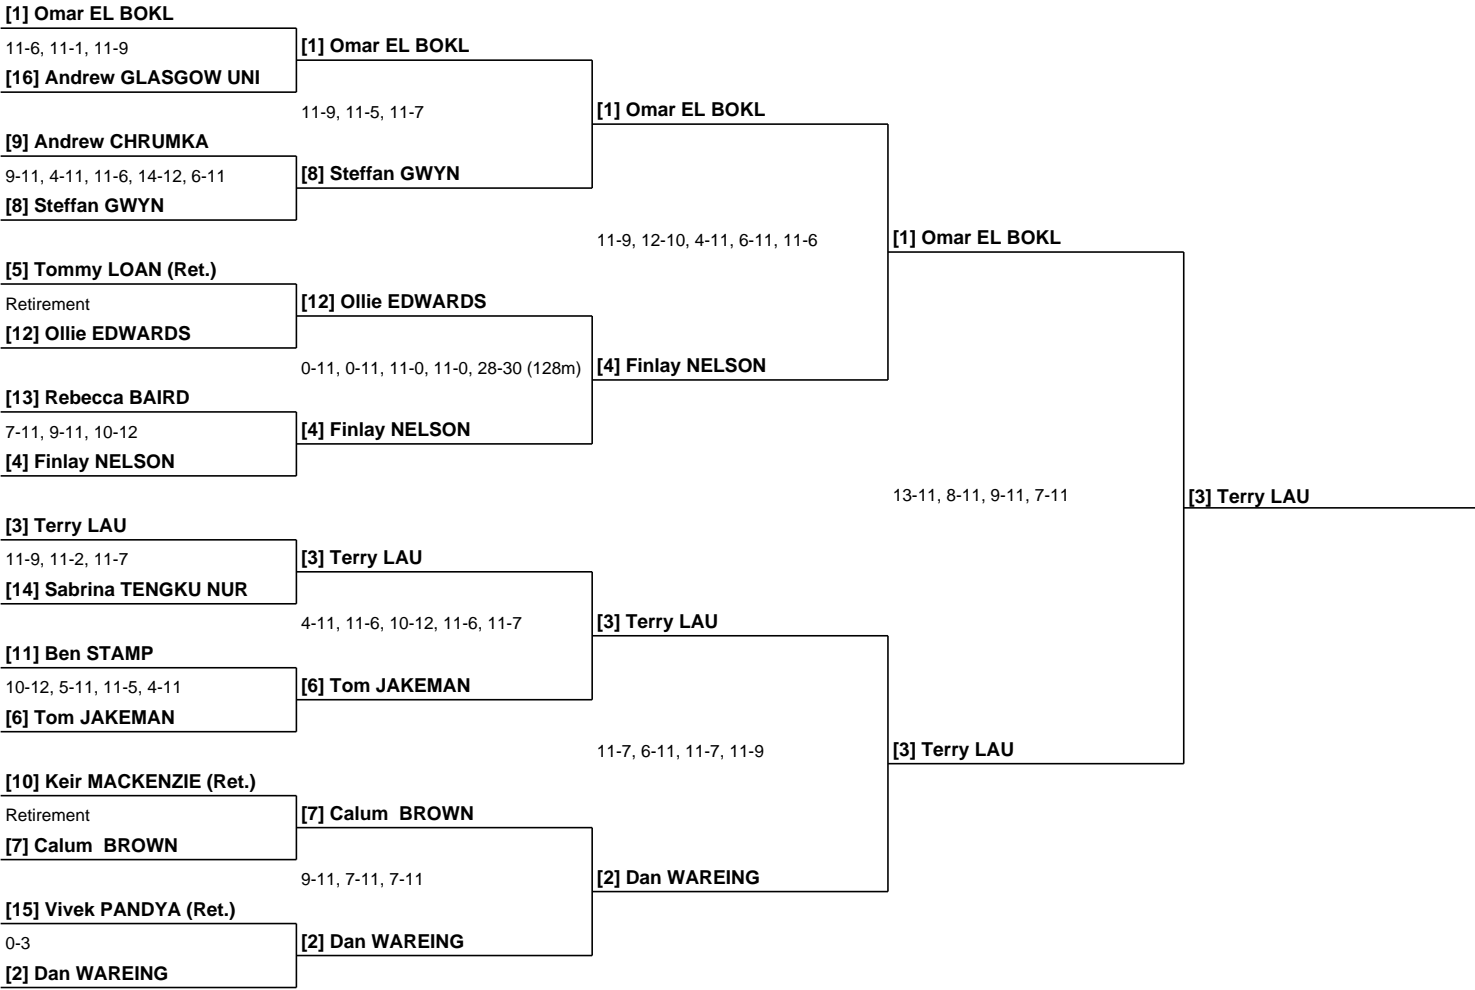 [1] Omar EL BOKL
11-6, 11-1, 11-9
[16] Andrew GLASGOW UNI
[9] Andrew CHRUMKA
9-11, 4-11, 11-6, 14-12, 6-11
[8] Steffan GWYN
[5] Tommy LOAN (Ret.)
Retirement
[12] Ollie EDWARDS
[13] Rebecca BAIRD
7-11, 9-11, 10-12
[4] Finlay NELSON
[3] Terry LAU
11-9, 11-2, 11-7
[14] Sabrina TENGKU NUR
[11] Ben STAMP
10-12, 5-11, 11-5, 4-11
[6] Tom JAKEMAN
[10] Keir MACKENZIE (Ret.)
Retirement
[7] Calum  BROWN
[15] Vivek PANDYA (Ret.)
0-3
[2] Dan WAREING
[1] Omar EL BOKL
11-9, 11-5, 11-7
[8] Steffan GWYN
[12] Ollie EDWARDS
0-11, 0-11, 11-0, 11-0, 28-30 (128m)
[4] Finlay NELSON
[3] Terry LAU
4-11, 11-6, 10-12, 11-6, 11-7
[6] Tom JAKEMAN
[7] Calum  BROWN
9-11, 7-11, 7-11
[2] Dan WAREING
[1] Omar EL BOKL
11-9, 12-10, 4-11, 6-11, 11-6
[4] Finlay NELSON
[3] Terry LAU
11-7, 6-11, 11-7, 11-9
[2] Dan WAREING
[1] Omar EL BOKL
13-11, 8-11, 9-11, 7-11
[3] Terry LAU
[3] Terry LAU